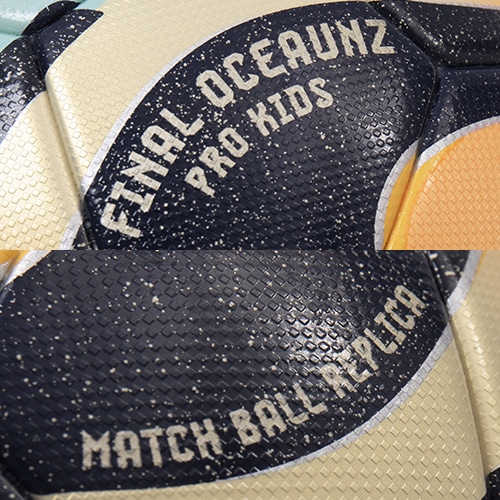 FINAL OCEAUNZ
PRO KIDS
MATCH BALL REPLICA